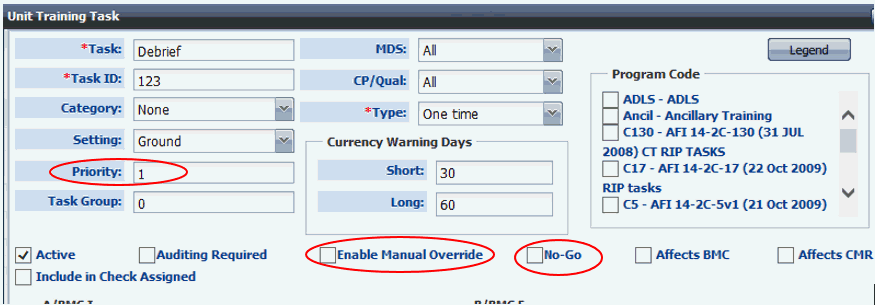 Unit Training Task
*Task: Debrief MDS: All Legend
*Task ID: 123 CP/Qual: All Program Code
Category: None *Type: One time ADLS - ADLS
Ancil - Ancillary Training
Setting: Ground Currency Warning Days C130 - AFI 14-2C-130 (31 JUL
2008) CT RIP TASKS
Priority: 1 Short: 30 C17 - AFI 14-2C-17 (22 Oct 2009)
RIP tasks
Task Group: 0 Long: 60 C5 - AFI 14-2C-5v1 (21 Oct 2009)
Active Auditing Required Enable Manual Override No-Go Affects BMC Affects CMR
Include in Check Assigned